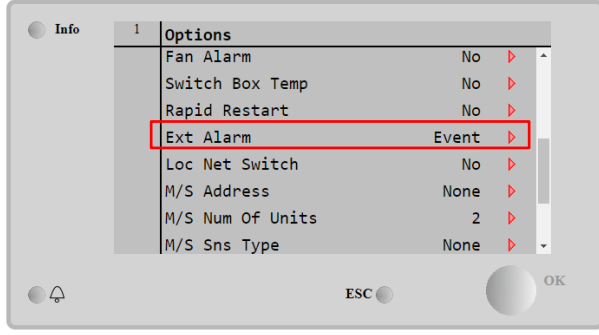 Info
1 Options
Fan Alarm No
Switch Box Temp No
Rapid Restart No
Ext Alarm Event
Loc Net Switch No
M/S Address None
M/S Num Of Units 2
M/S Sns Type None
ESC
OK